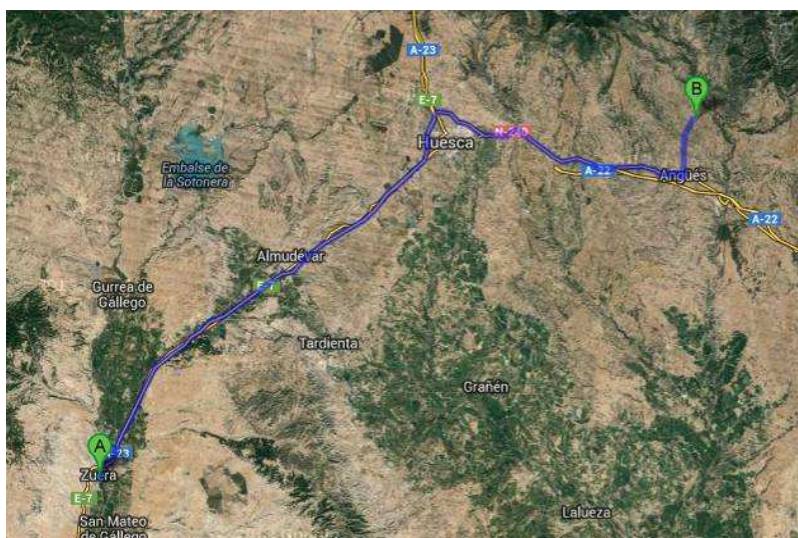 A-23
E-7
Huesca
N-240
B
Embalse de
la Sotonera
A-22
Angüés
A-22
Almudévar
E-7
Gurrea de
Gállego
Tardienta
Grañén
A
A-23
Zuera
E-7
San Mateo
de Gállego
Lalueza